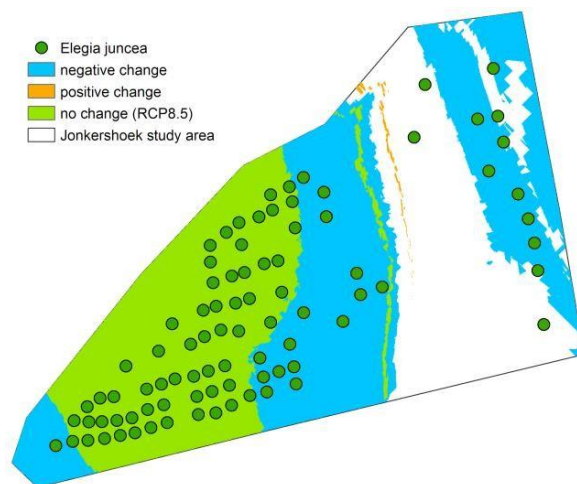 Elegia juncea
negative change
positive change
no change (RCP8.5)
Jonkershoek study area